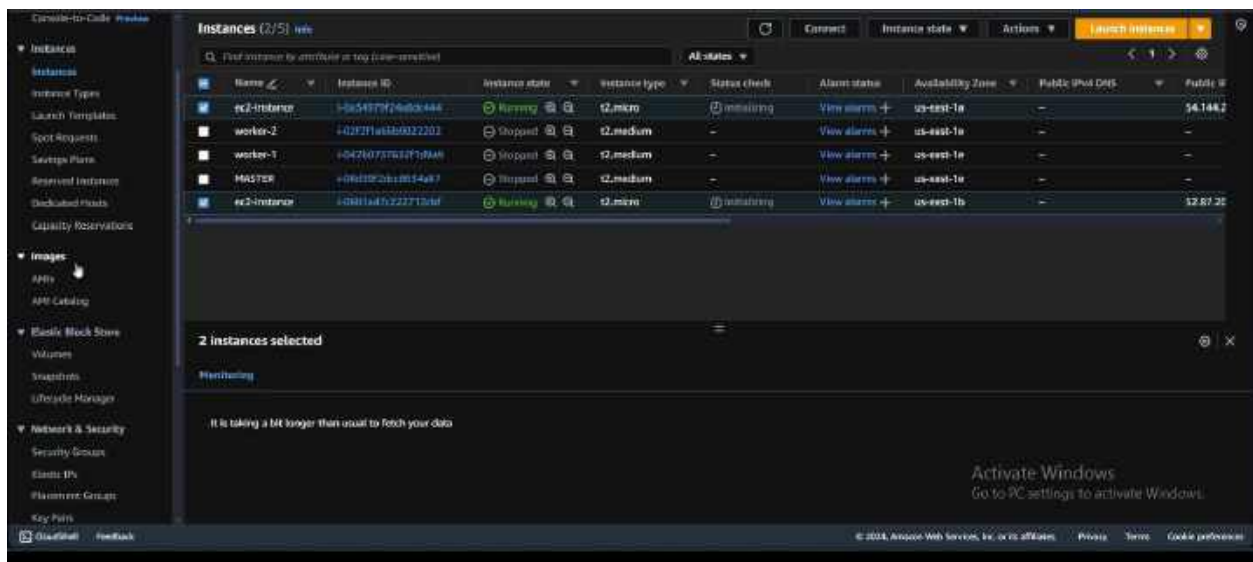 Console-to-Code Preview
Instances
Instances
Instance Types
Launch Templates
Spot Requests
Savings Plans
Reserved Instances
Dedicated Hosts
Capacity Reservations
Images
AMIs
AMI Catalog
Elastic Block Store
Volumes
Snapshots
Lifecycle Manager
Network & Security
Security Groups
Elastic IPs
Placement Groups
Key Pairs
Instances (2/5) Info
Connect Instance state Actions Launch instances
Find Instance by attribute or tag (case-sensitive) All states 1
Name Instance ID Instance state Instance type Status check Alarm status Availability Zone Public IPv4 DNS Public
ec2-instance Running t2.micro Initializing View alarms + us-east-1a – 54.144.2
worker-2 Stopped t2.medium – View alarms + us-east-1e – –
worker-1 Stopped t2.medium – View alarms + us-east-1e – –
MASTER Stopped t2.medium – View alarms + us-east-1e – –
ec2-instance Running t2.micro Initializing View alarms + us-east-1b – 52.87.20
2 instances selected
Monitoring
It is taking a bit longer than usual to fetch your data
Activate Windows
Go to PC settings to activate Windows.
CloudShell Feedback © 2024, Amazon Web Services, Inc. or its affiliates. Privacy Terms Cookie preferences